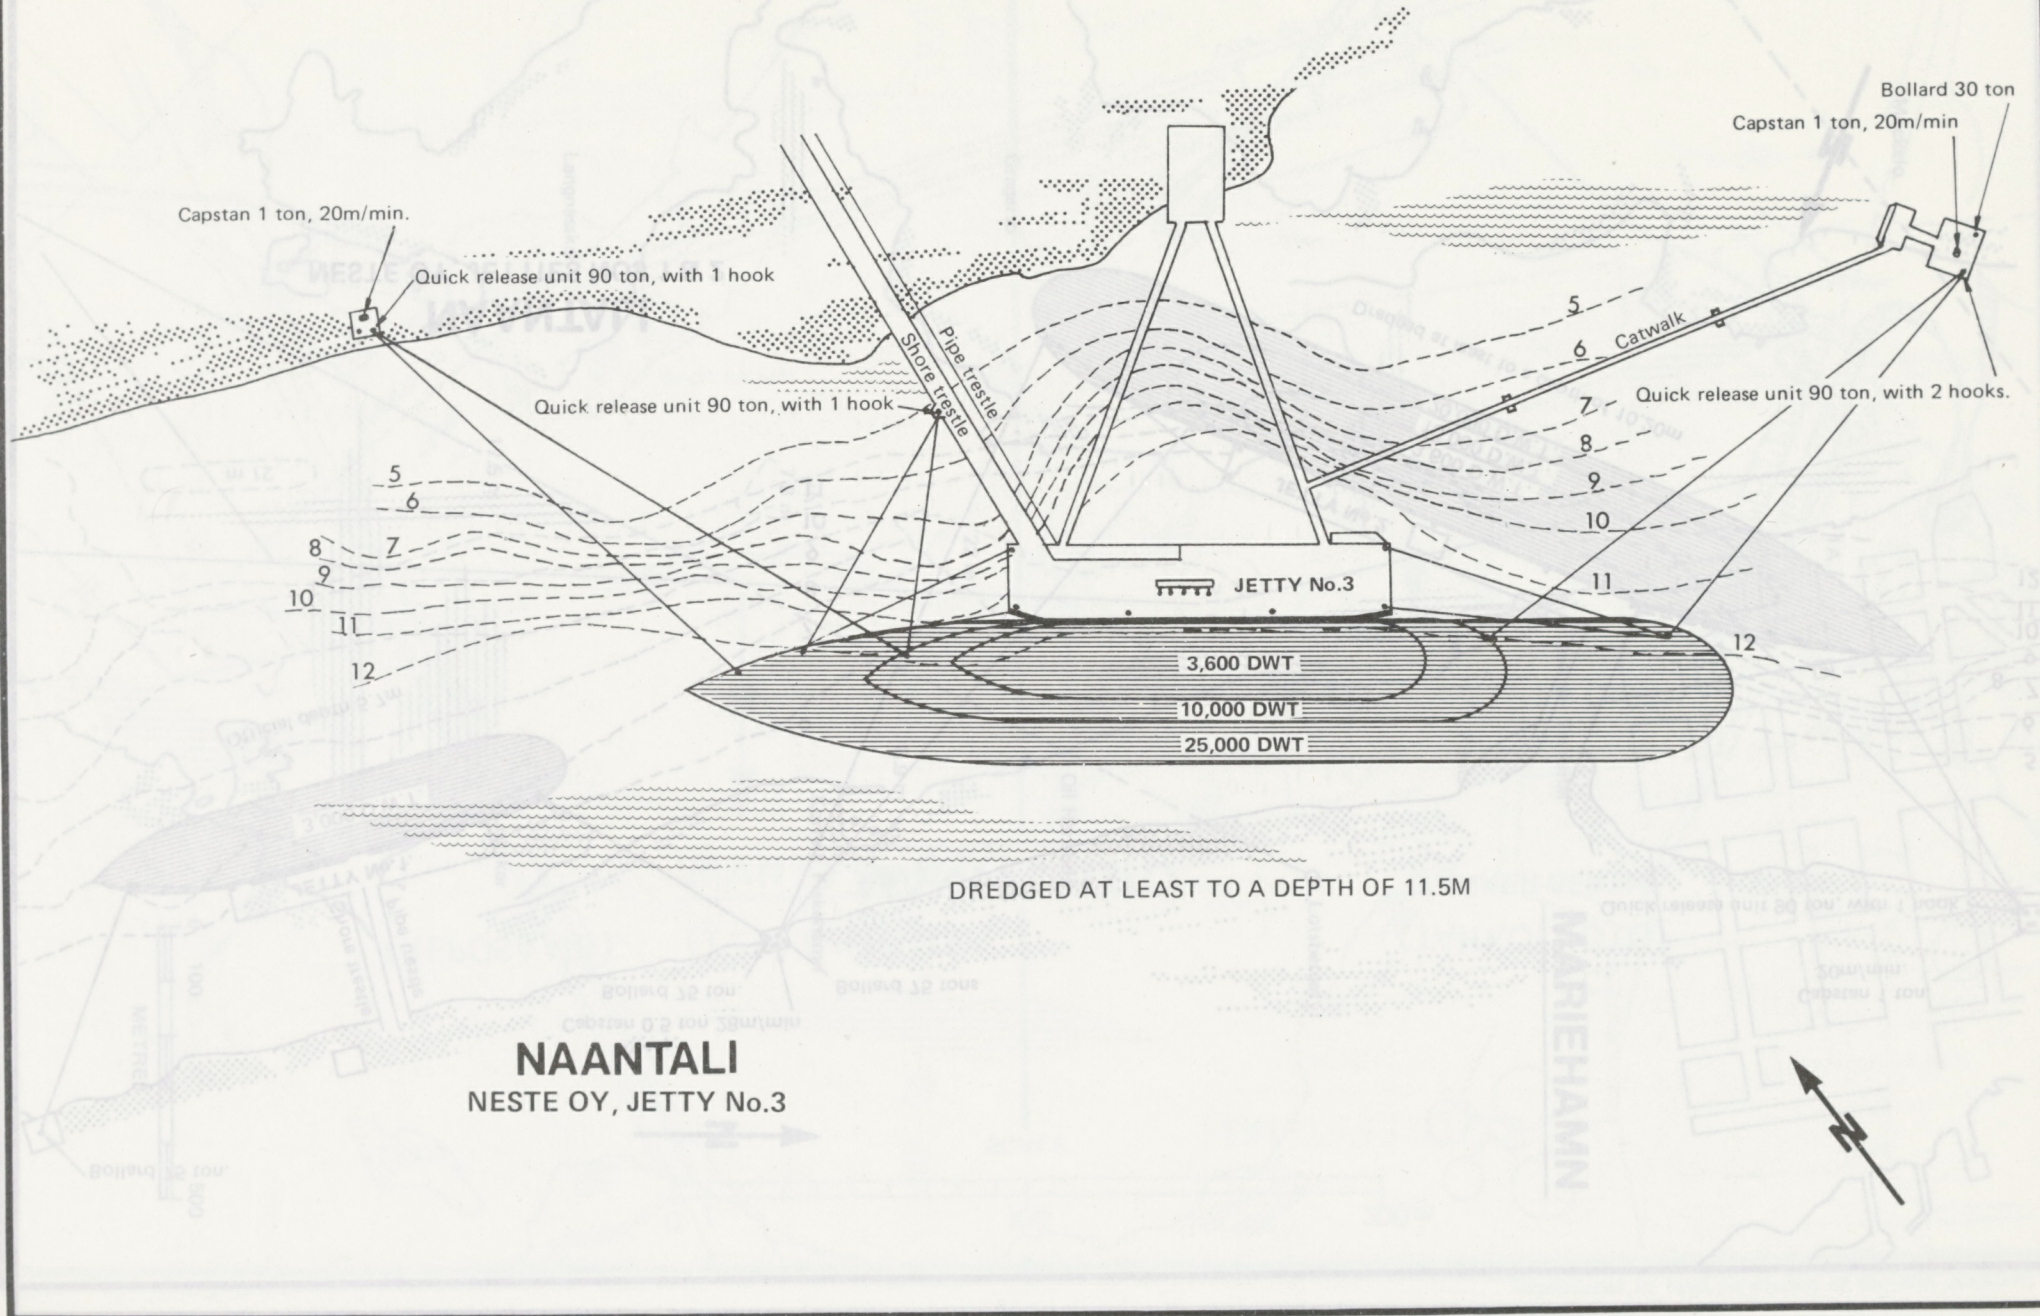 Bollard 30 ton
Capstan 1 ton, 20m/min
Capstan 1 ton, 20m/min.
Quick release unit 90 ton, with 1 hook
Pipe trestle
Shore trestle
Catwalk
Quick release unit 90 ton, with 1 hook
Quick release unit 90 ton, with 2 hooks.
5
6
7
8
9
10
11
12
5
6
7
8
9
10
11
12
JETTY No.3
3,600 DWT
10,000 DWT
25,000 DWT
DREDGED AT LEAST TO A DEPTH OF 11.5M
NAANTALI
NESTE OY, JETTY No.3
N